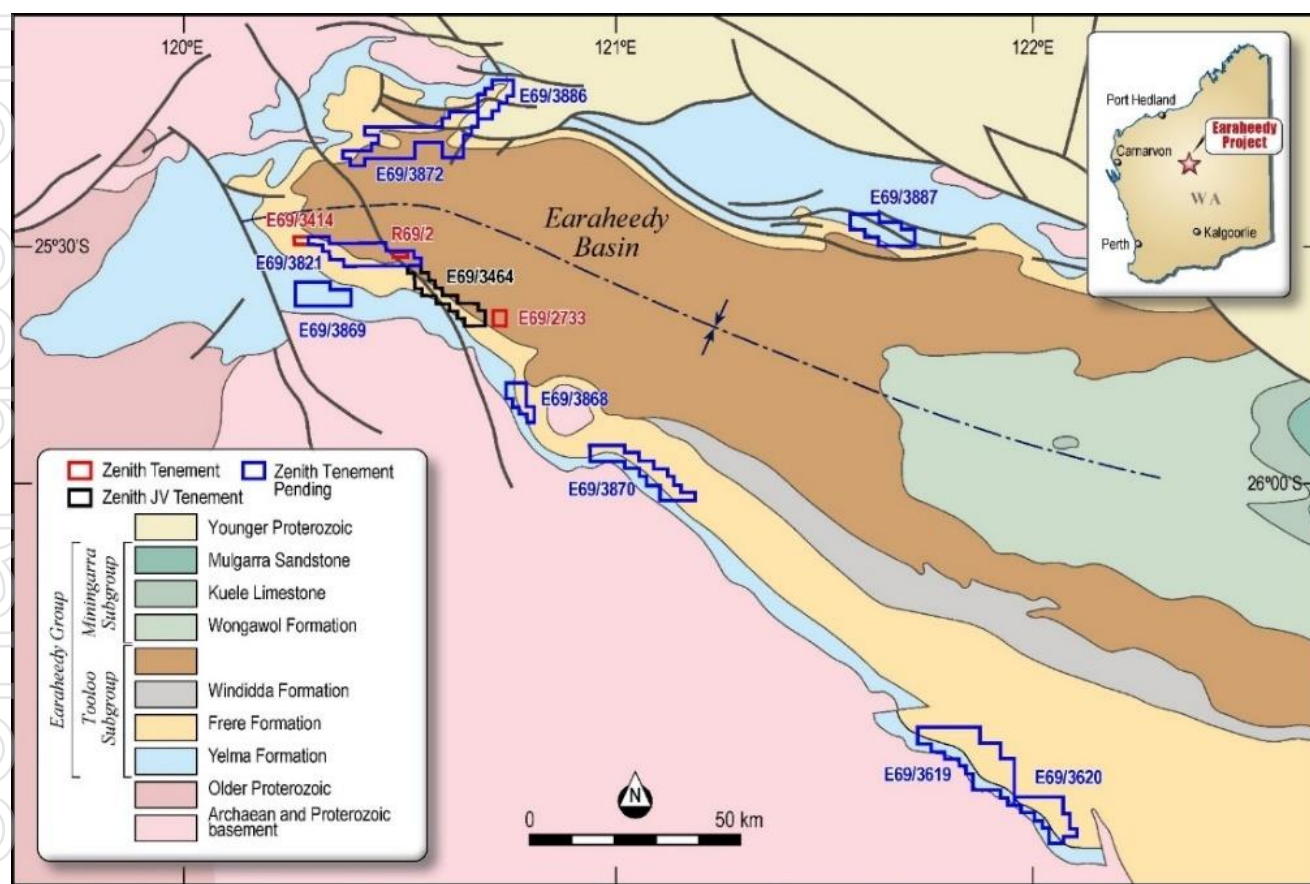 120°E
121°E
122°E
E69/3886
E69/3872
Port Hedland
Earaheedy
Project
Carnarvon
WA
Kalgoorlie
Perth
E69/3887
E69/3414
R69/2
Earaheedy
Basin
25°30'S
E69/3821
E69/3464
E69/3869
E69/2733
E69/3868
E69/3870
26°00'S
Zenith Tenement
Zenith Tenement
Pending
Zenith JV Tenement
Younger Proterozoic
Mulgarra Sandstone
Kuele Limestone
Wongawol Formation
Windidda Formation
Frere Formation
Yelma Formation
Older Proterozoic
Archaean and Proterozoic
basement
Earaheedy Group
Miningarra
Subgroup
Tooloo
Subgroup
N
0
50 km
E69/3619
E69/3620